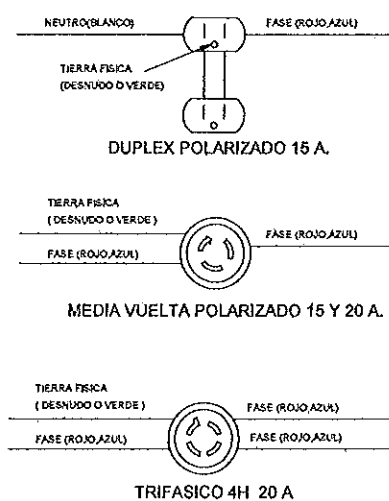 NEUTRO(BLANCO) FASE (ROJO,AZUL)
TIERRA FISICA
(DESNUDO O VERDE)
DUPLEX POLARIZADO 15 A.
TIERRA FISICA
( DESNUDO O VERDE )
FASE (ROJO,AZUL) FASE (ROJO,AZUL)
MEDIA VUELTA POLARIZADO 15 Y 20 A.
TIERRA FISICA
( DESNUDO O VERDE ) FASE (ROJO,AZUL)
FASE (ROJO,AZUL) FASE (ROJO,AZUL)
TRIFASICO 4H 20 A